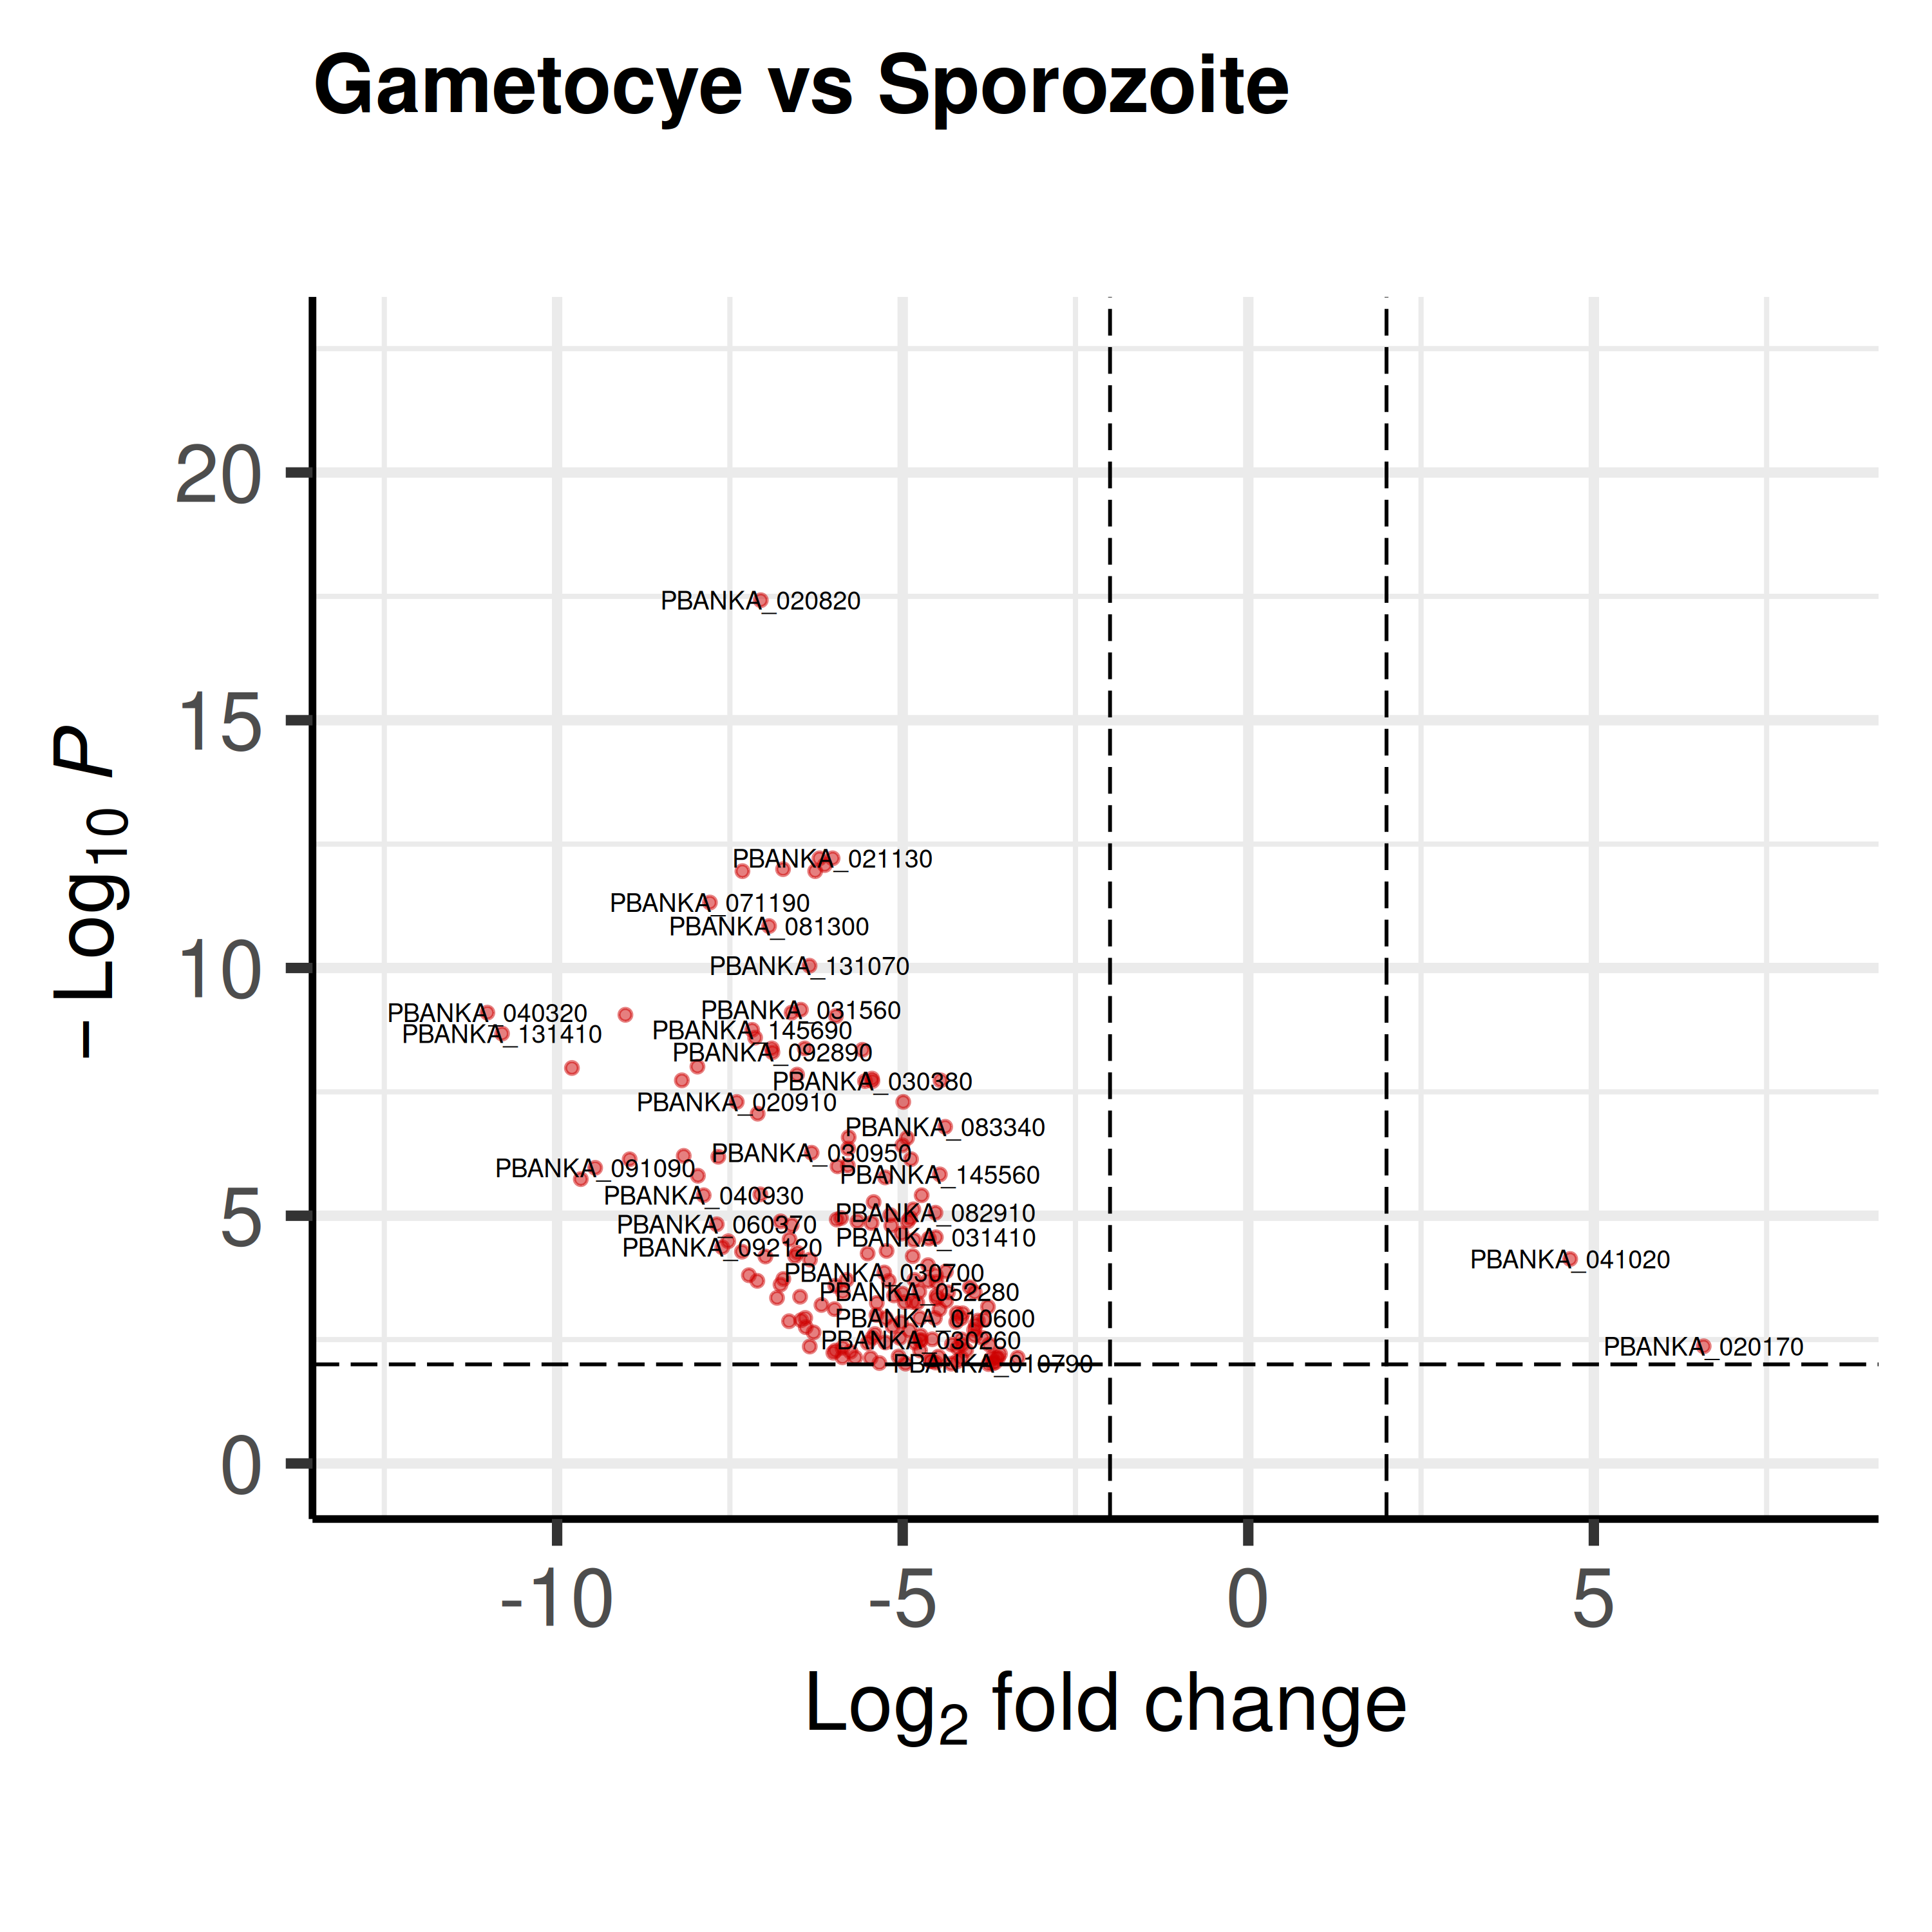 Gametocye vs Sporozoite
− Log10 P
20
15
10
5
0
PBANKA_020820
PBANKA_021130
PBANKA_071190
PBANKA_081300
PBANKA_131070
PBANKA_040320
PBANKA_031560
PBANKA_131410
PBANKA_145690
PBANKA_092890
PBANKA_030380
PBANKA_020910
PBANKA_083340
PBANKA_030950
PBANKA_091090
PBANKA_145560
PBANKA_040930
PBANKA_082910
PBANKA_060370
PBANKA_031410
PBANKA_092120
PBANKA_041020
PBANKA_030700
PBANKA_052280
PBANKA_010600
PBANKA_030260
PBANKA_020170
PBANKA_010790
-10
-5
0
5
Log2 fold change